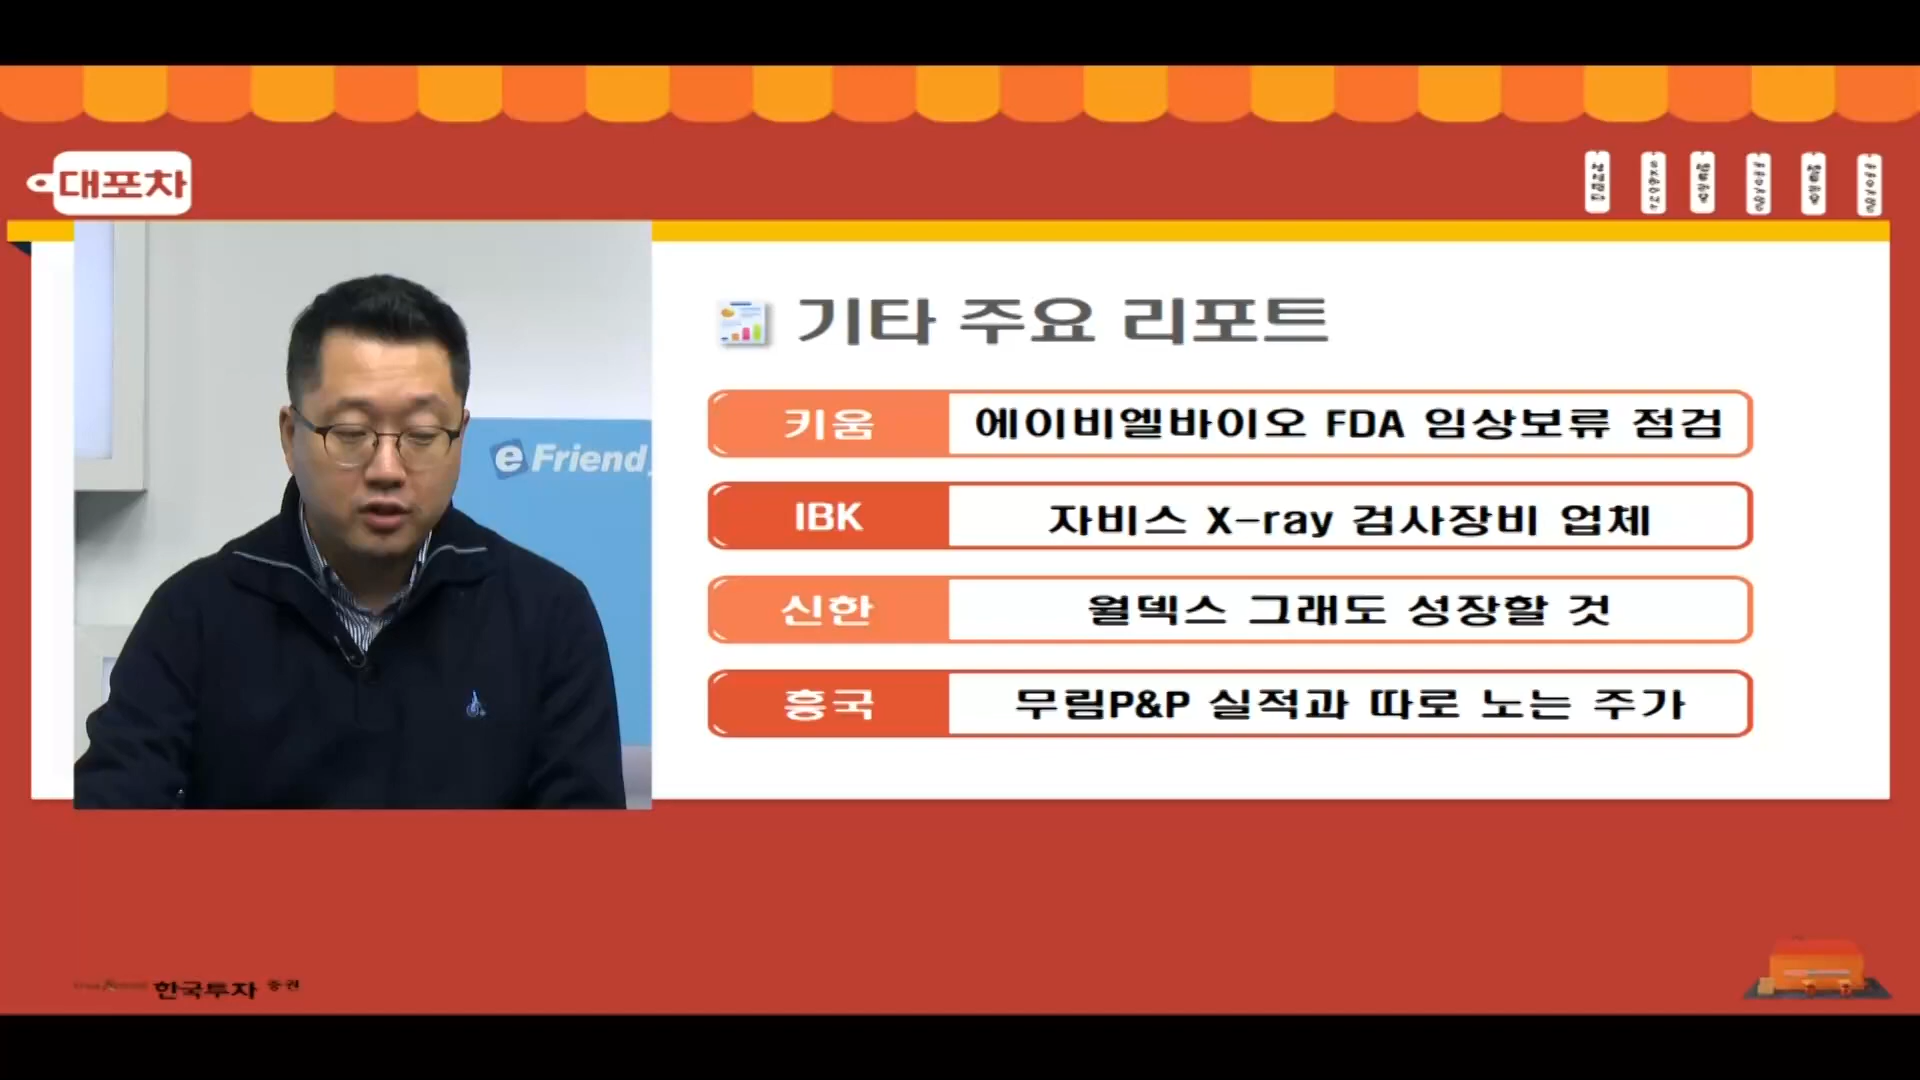 대포차
e Friend
기타 주요 리포트
키움 에이비엘바이오 FDA 임상보류 점검
IBK 자비스 X-ray 검사장비 업체
신한 월덱스 그래도 성장할 것
흥국 무림P&P 실적과 따로 노는 주가
한국투자 증권